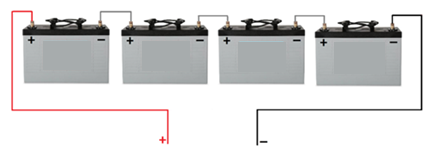 + − + − + − + −
+ −